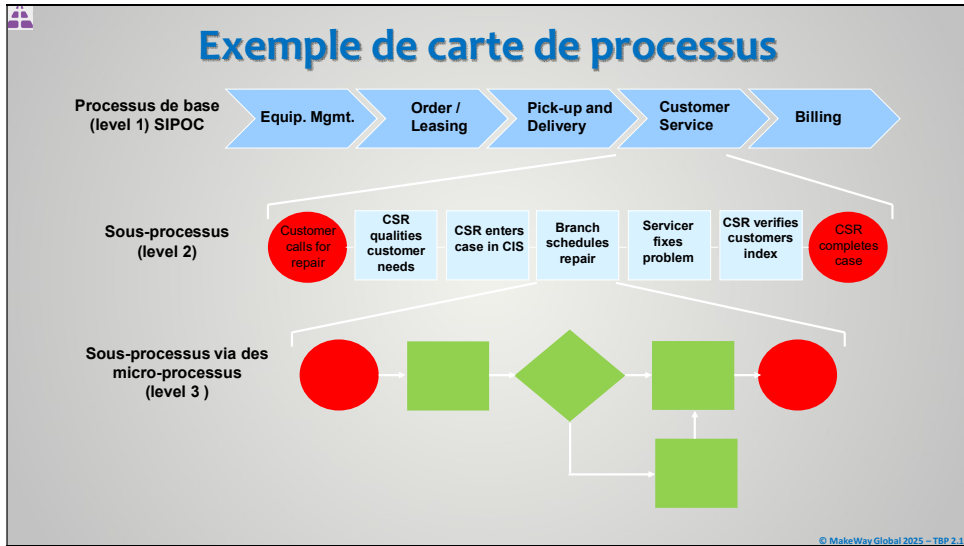 Exemple de carte de processus
Processus de base
(level 1) SIPOC
Equip. Mgmt.
Order /
Leasing
Pick-up and
Delivery
Customer
Service
Billing
Sous-processus
(level 2)
Customer
calls for
repair
CSR
qualities
customer
needs
CSR enters
case in CIS
Branch
schedules
repair
Servicer
fixes
problem
CSR verifies
customers
index
CSR
completes
case
Sous-processus via des
micro-processus
(level 3 )
© MakeWay Global 2025 – TBP 2.1